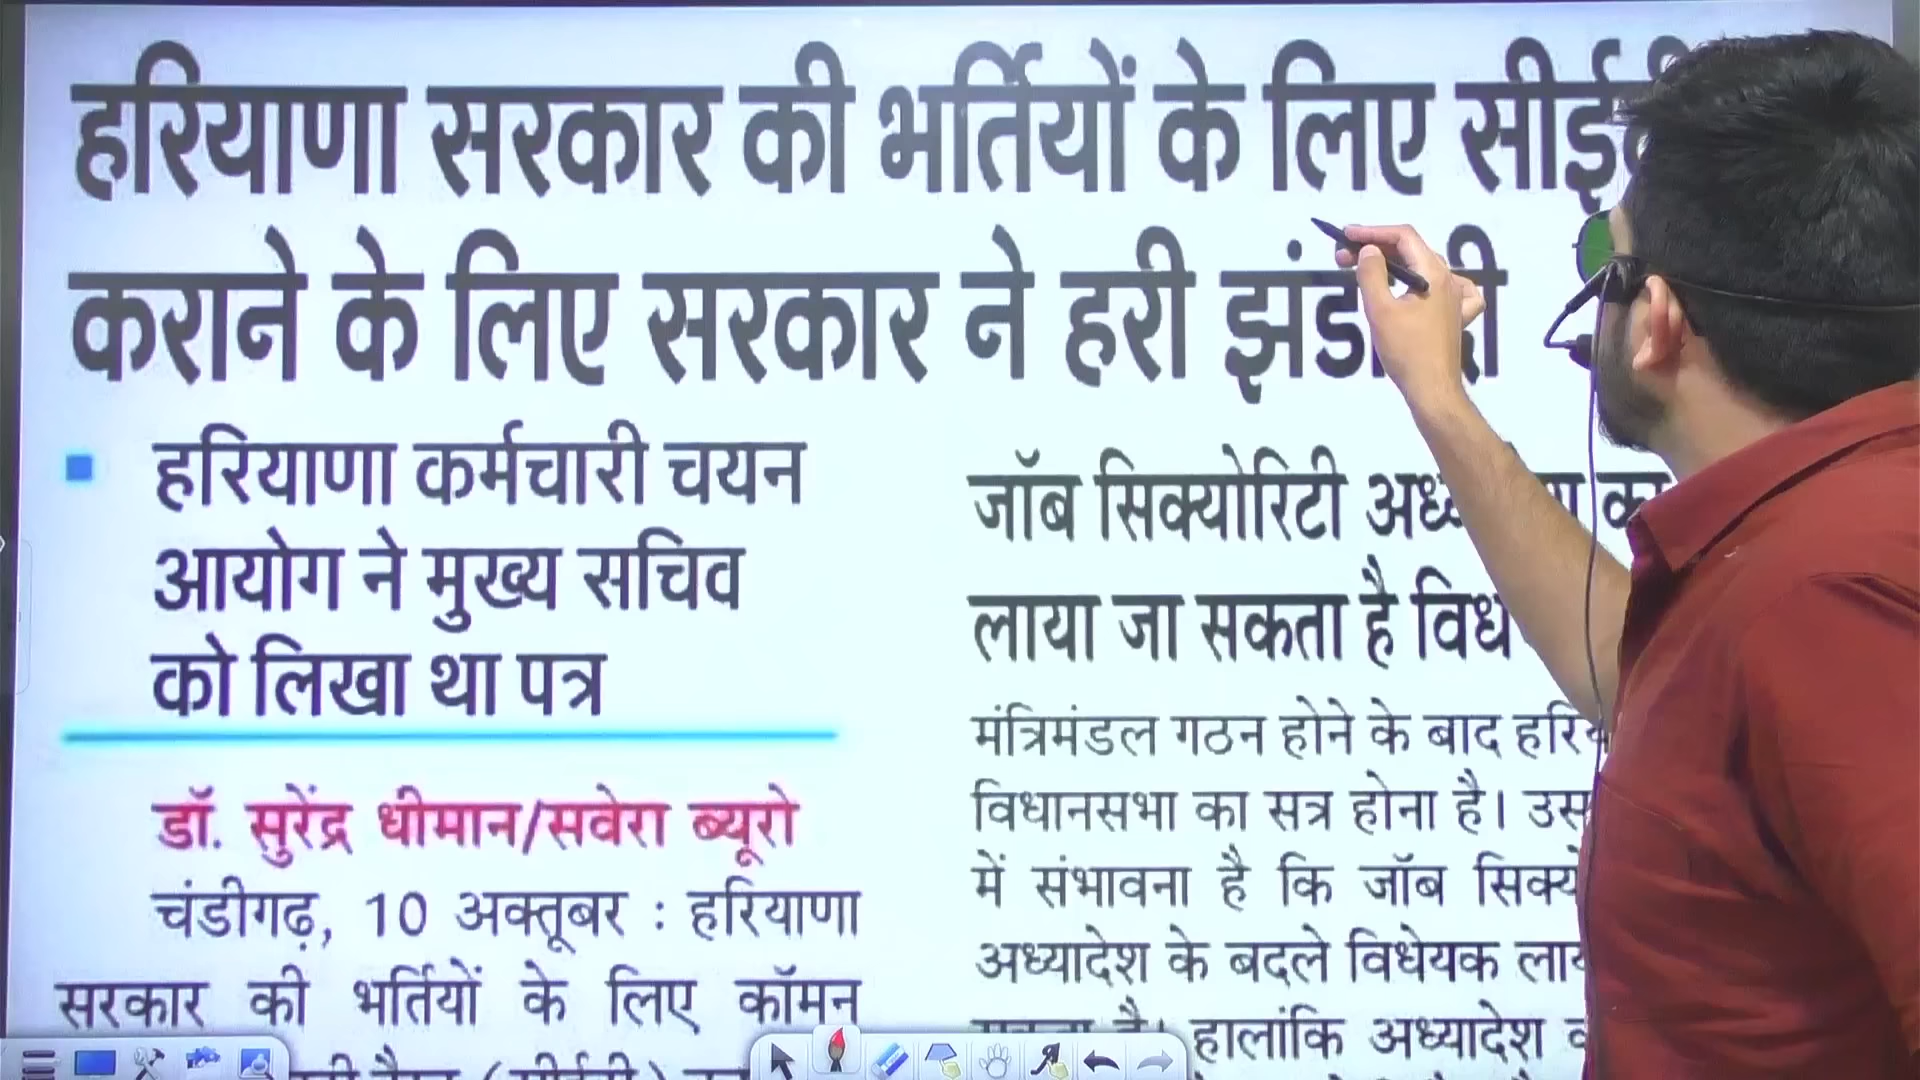 हरियाणा सरकार की भर्तियों के लिए
कराने के लिए सरकार ने हरी
हरियाणा कर्मचारी चयन
आयोग ने मुख्य सचिव
को लिखा था पत्र
डॉ. सुरेंद्र धीमान/सवेरा ब्यूरो
चंडीगढ़, 10 अक्तूबर : हरियाणा
सरकार की भर्तियों के लिए कॉमन
जॉब सिक्योरिटी
लाया जा सकता है
मंत्रिमंडल गठन होने के बाद
विधानसभा का सत्र होना है।
में संभावना है कि जॉब
अध्यादेश के बदले विधेयक
हालांकि अध्यादेश